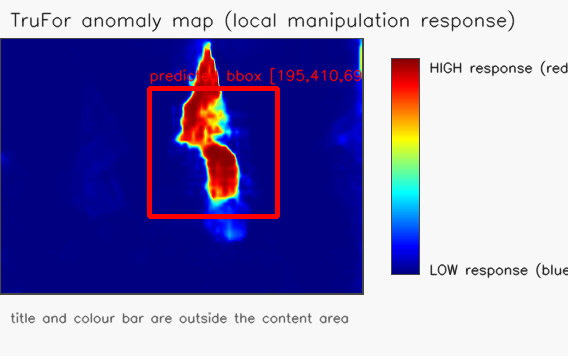 TruFor anomaly map (local manipulation response)
HIGH response (red
predicted bbox [195,410,69
LOW response (blue
title and colour bar are outside the content area